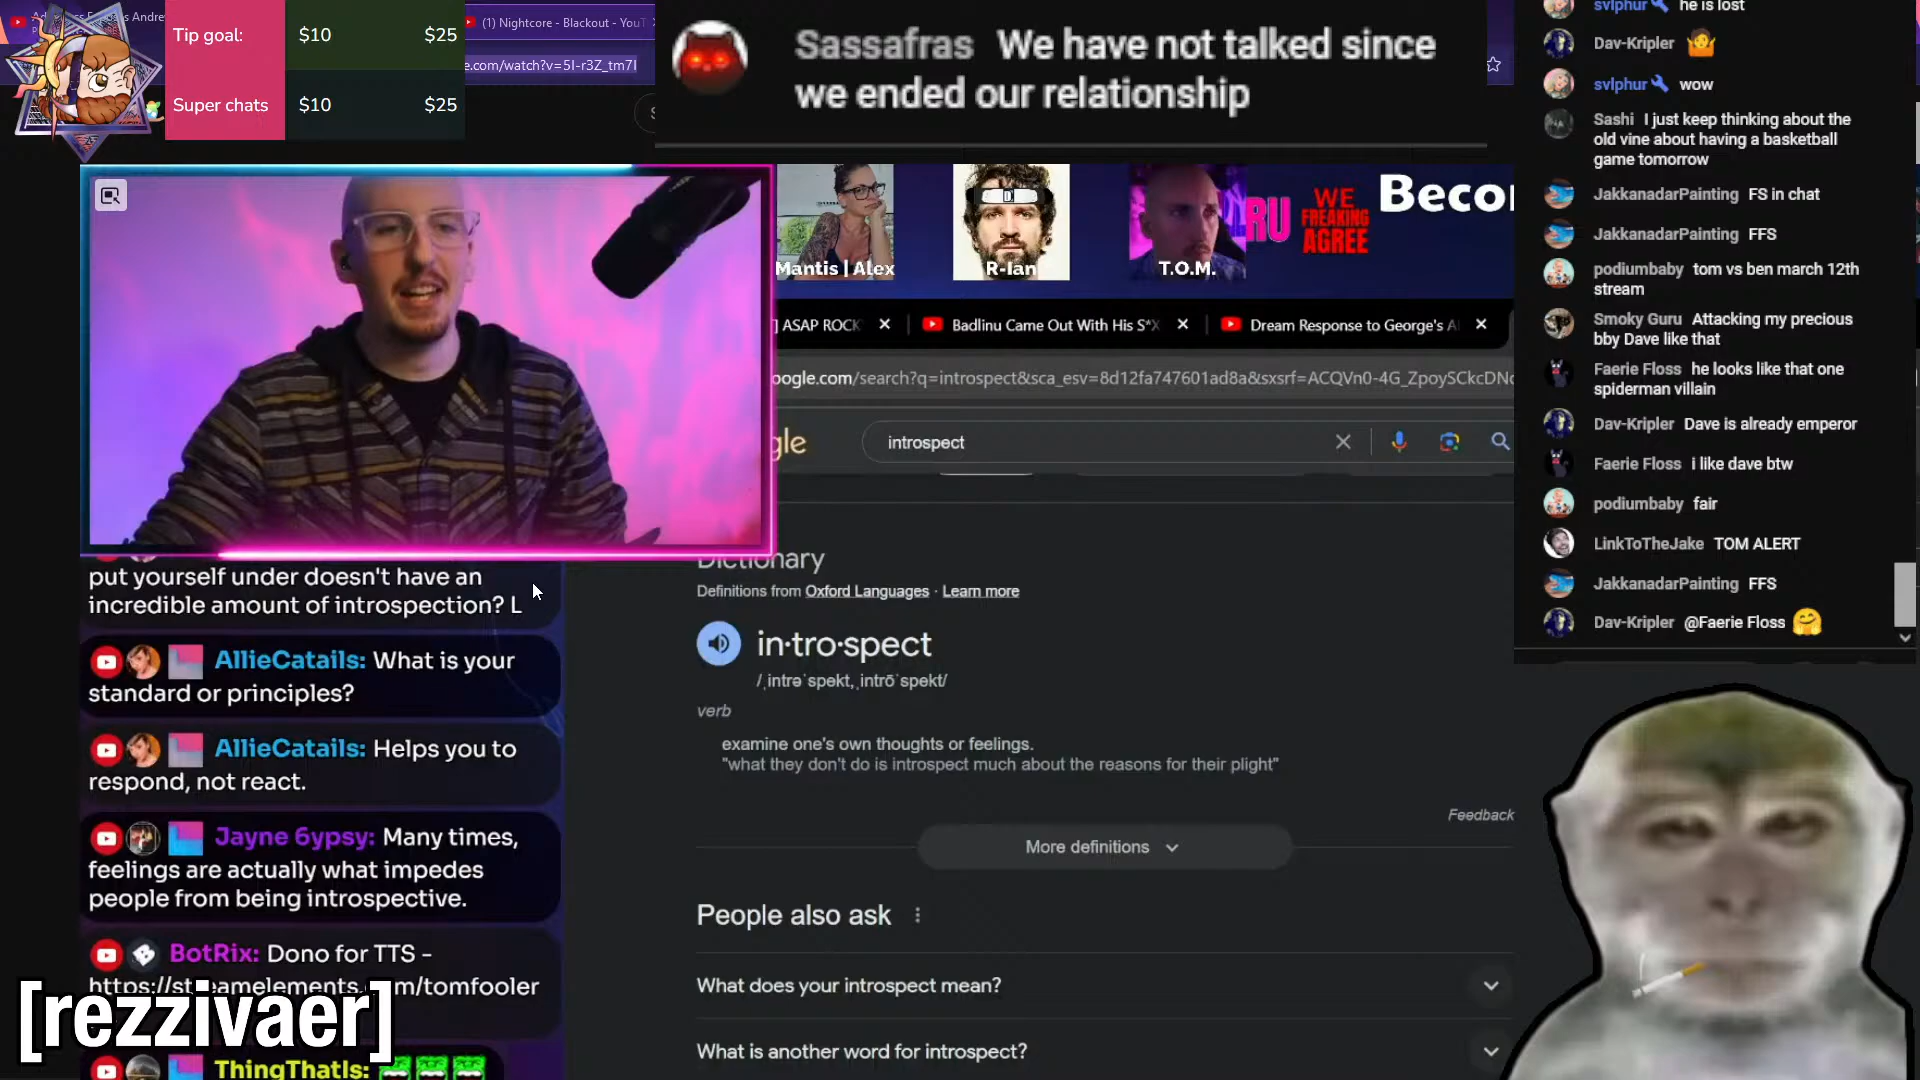 Tip goal: $10 $25
Super chats $10 $25
(1) Nightcore - Blackout - YouT
e.com/watch?v=5I-r3Z_tm7I
Sassafras We have not talked since
we ended our relationship
Mantis | Alex
R-Ian
T.O.M.
RU
WE
FREAKING
AGREE
Becor
] ASAP ROCK
Badlinu Came Out With His S*X
Dream Response to George's Al
oogle.com/search?q=introspect&sca_esv=8d12fa747601ad8a&sxsrf=ACQVn0-4G_ZpoySCkcDNc
gle
introspect
Dictionary
Definitions from Oxford Languages · Learn more
in·tro·spect
/ˌintrəˈspekt,ˌintrōˈspekt/
verb
examine one's own thoughts or feelings.
"what they don't do is introspect much about the reasons for their plight"
Feedback
More definitions
People also ask
What does your introspect mean?
What is another word for introspect?
put yourself under doesn't have an
incredible amount of introspection? L
AllieCatails: What is your
standard or principles?
AllieCatails: Helps you to
respond, not react.
Jayne 6ypsy: Many times,
feelings are actually what impedes
people from being introspective.
BotRix: Dono for TTS -
https://streamelements.com/tomfooler
[rezzivaer]
ThingThatIs:
svlphur he is lost
Dav-Kripler
svlphur wow
Sashi I just keep thinking about the
old vine about having a basketball
game tomorrow
JakkanadarPainting FS in chat
JakkanadarPainting FFS
podiumbaby tom vs ben march 12th
stream
Smoky Guru Attacking my precious
bby Dave like that
Faerie Floss he looks like that one
spiderman villain
Dav-Kripler Dave is already emperor
Faerie Floss i like dave btw
podiumbaby fair
LinkToTheJake TOM ALERT
JakkanadarPainting FFS
Dav-Kripler @Faerie Floss